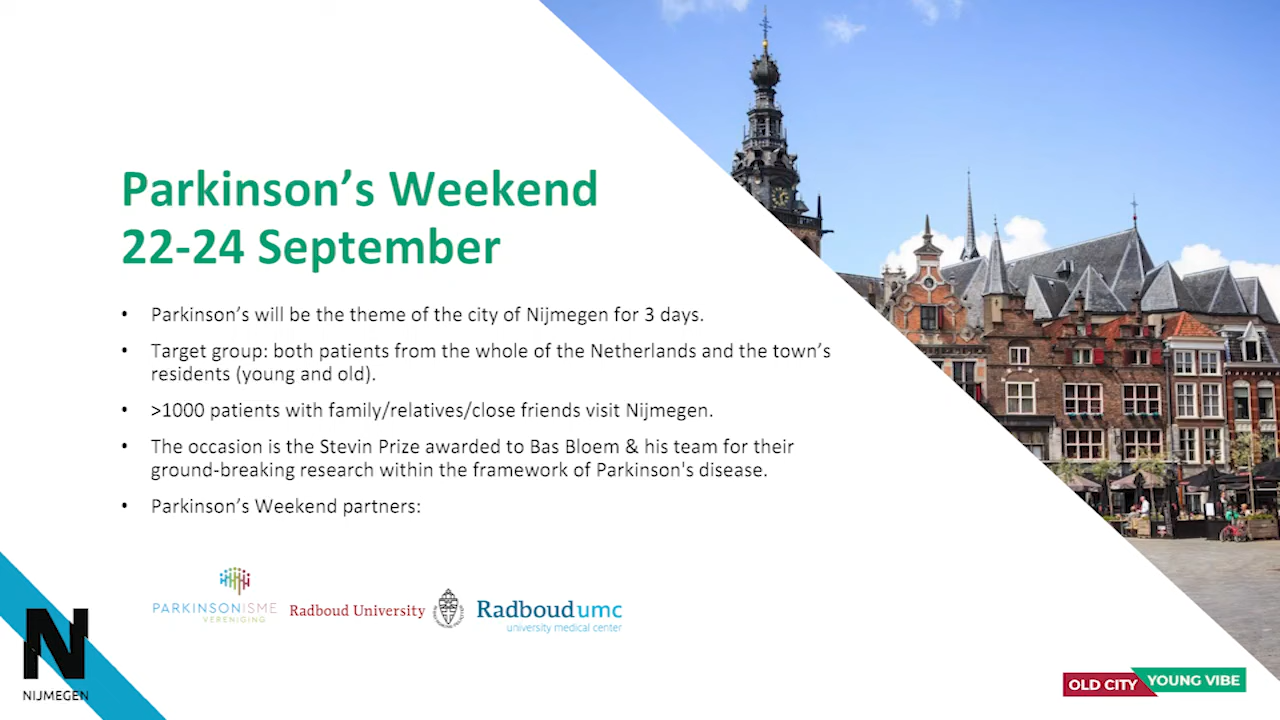 Parkinson’s Weekend
22-24 September
• Parkinson’s will be the theme of the city of Nijmegen for 3 days.
• Target group: both patients from the whole of the Netherlands and the town’s
residents (young and old).
• >1000 patients with family/relatives/close friends visit Nijmegen.
• The occasion is the Stevin Prize awarded to Bas Bloem & his team for their
ground-breaking research within the framework of Parkinson's disease.
• Parkinson’s Weekend partners:
PARKINSONISME
VERENIGING
Radboud University
Radboudumc
university medical center
N
NIJMEGEN
OLD CITY
YOUNG VIBE